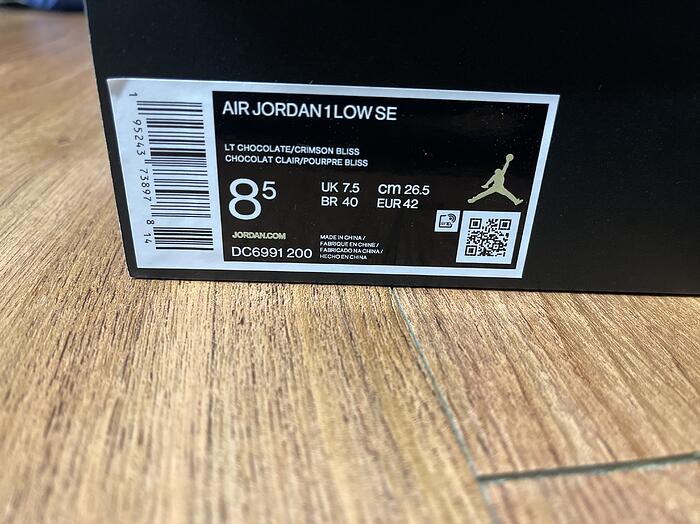 AIR JORDAN 1 LOW SE
LT CHOCOLATE/CRIMSON BLISS
CHOCOLAT CLAIR/POURPRE BLISS
8⁵
UK 7.5 cm 26.5
BR 40 EUR 42
JORDAN.COM
DC6991 200
MADE IN CHINA /
FABRIQUÉ EN CHINE /
FABRICADO NA CHINA /
HECHO EN CHINA
1 95243 73897 8 14